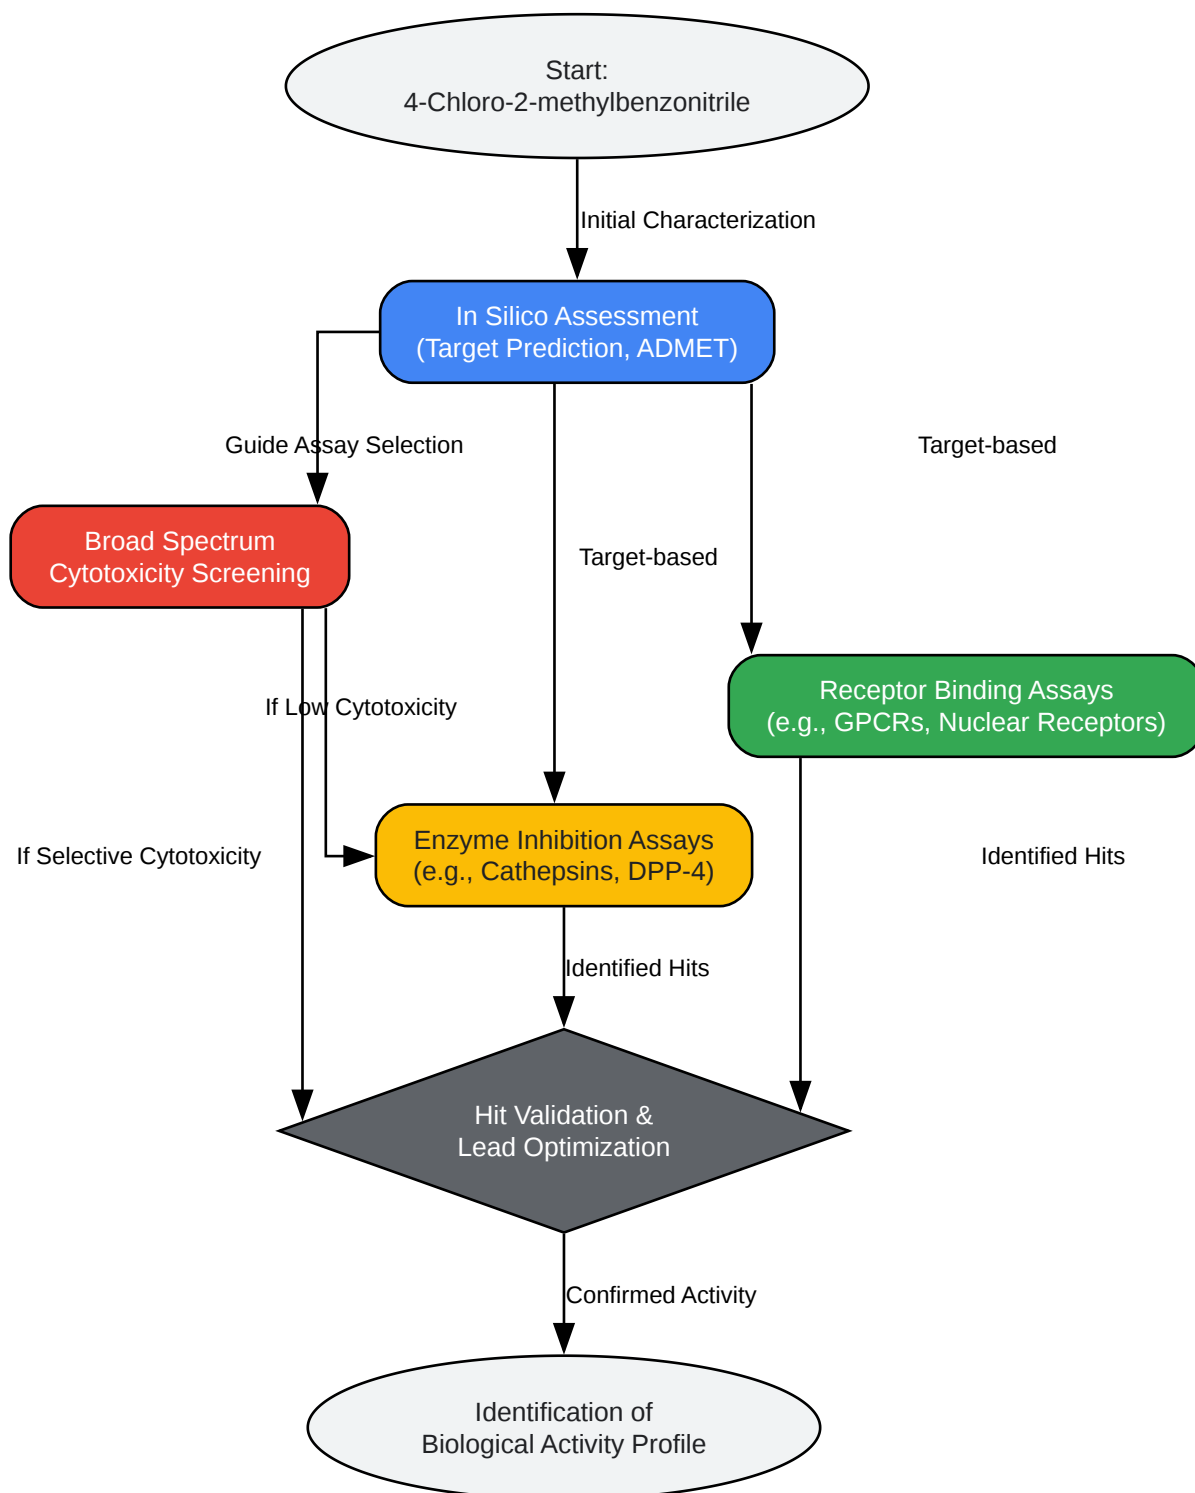 Start:
4-Chloro-2-methylbenzonitrile
Initial Characterization
In Silico Assessment
(Target Prediction, ADMET)
Guide Assay Selection
Target-based
Broad Spectrum
Cytotoxicity Screening
Target-based
If Low Cytotoxicity
Receptor Binding Assays
(e.g., GPCRs, Nuclear Receptors)
If Selective Cytotoxicity
Enzyme Inhibition Assays
(e.g., Cathepsins, DPP-4)
Identified Hits
Identified Hits
Hit Validation &
Lead Optimization
Confirmed Activity
Identification of
Biological Activity Profile